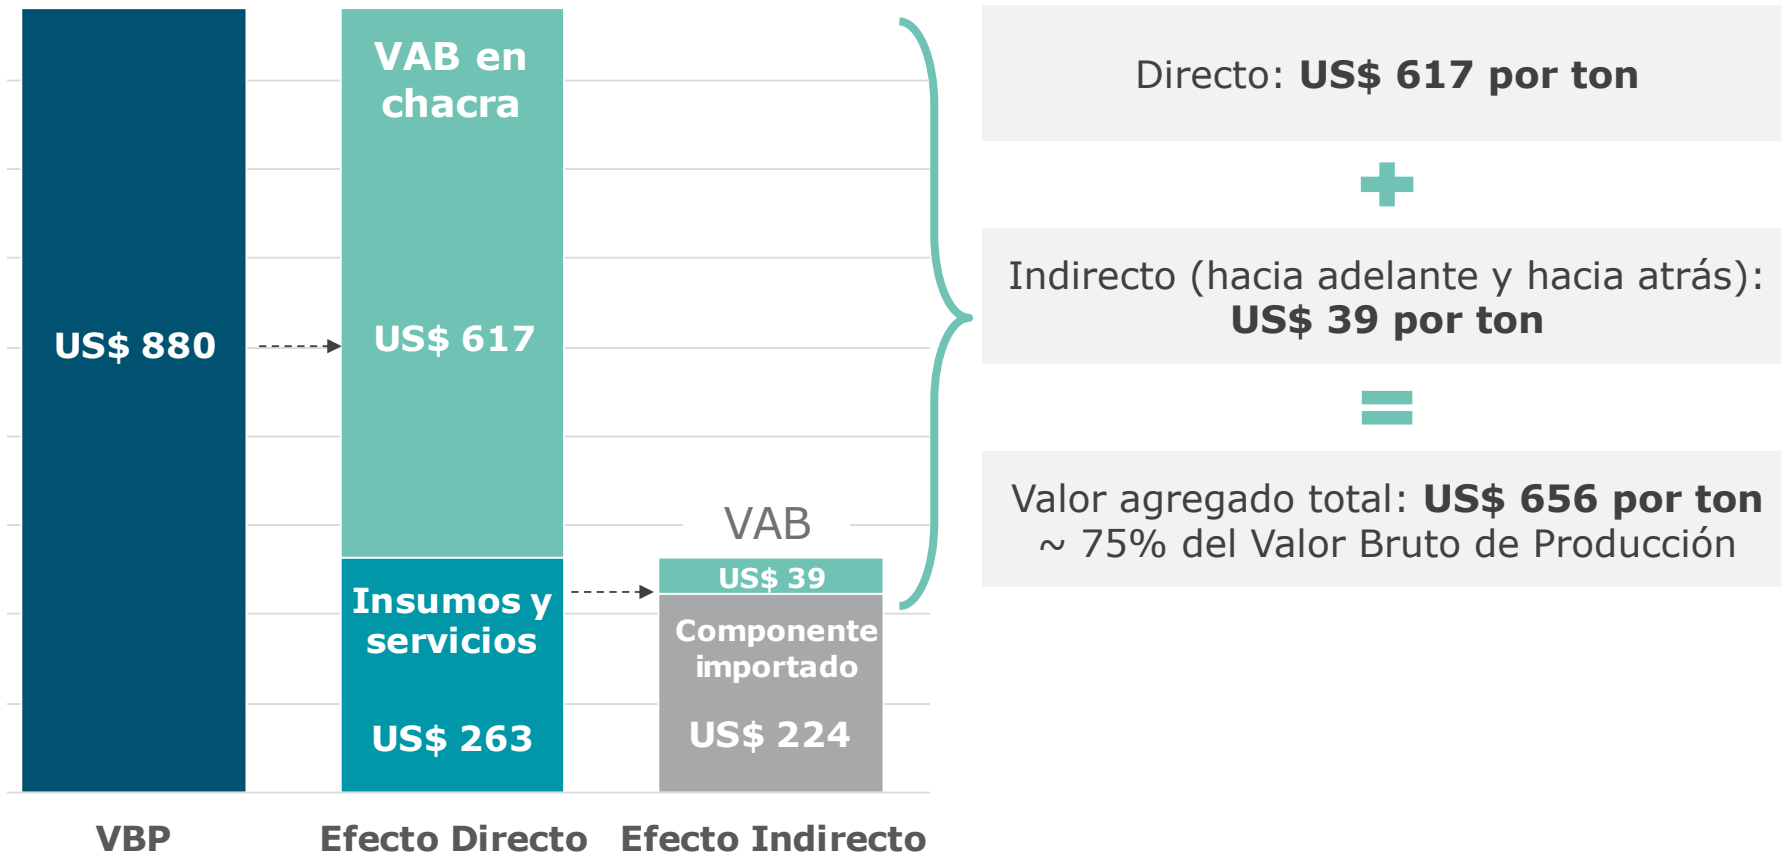 VAB en
chacra
US$ 880
US$ 617
VAB
US$ 39
Insumos y
servicios
US$ 263
Componente
importado
US$ 224
VBP
Efecto Directo
Efecto Indirecto
Directo: US$ 617 por ton
Indirecto (hacia adelante y hacia atrás):
US$ 39 por ton
Valor agregado total: US$ 656 por ton
~ 75% del Valor Bruto de Producción